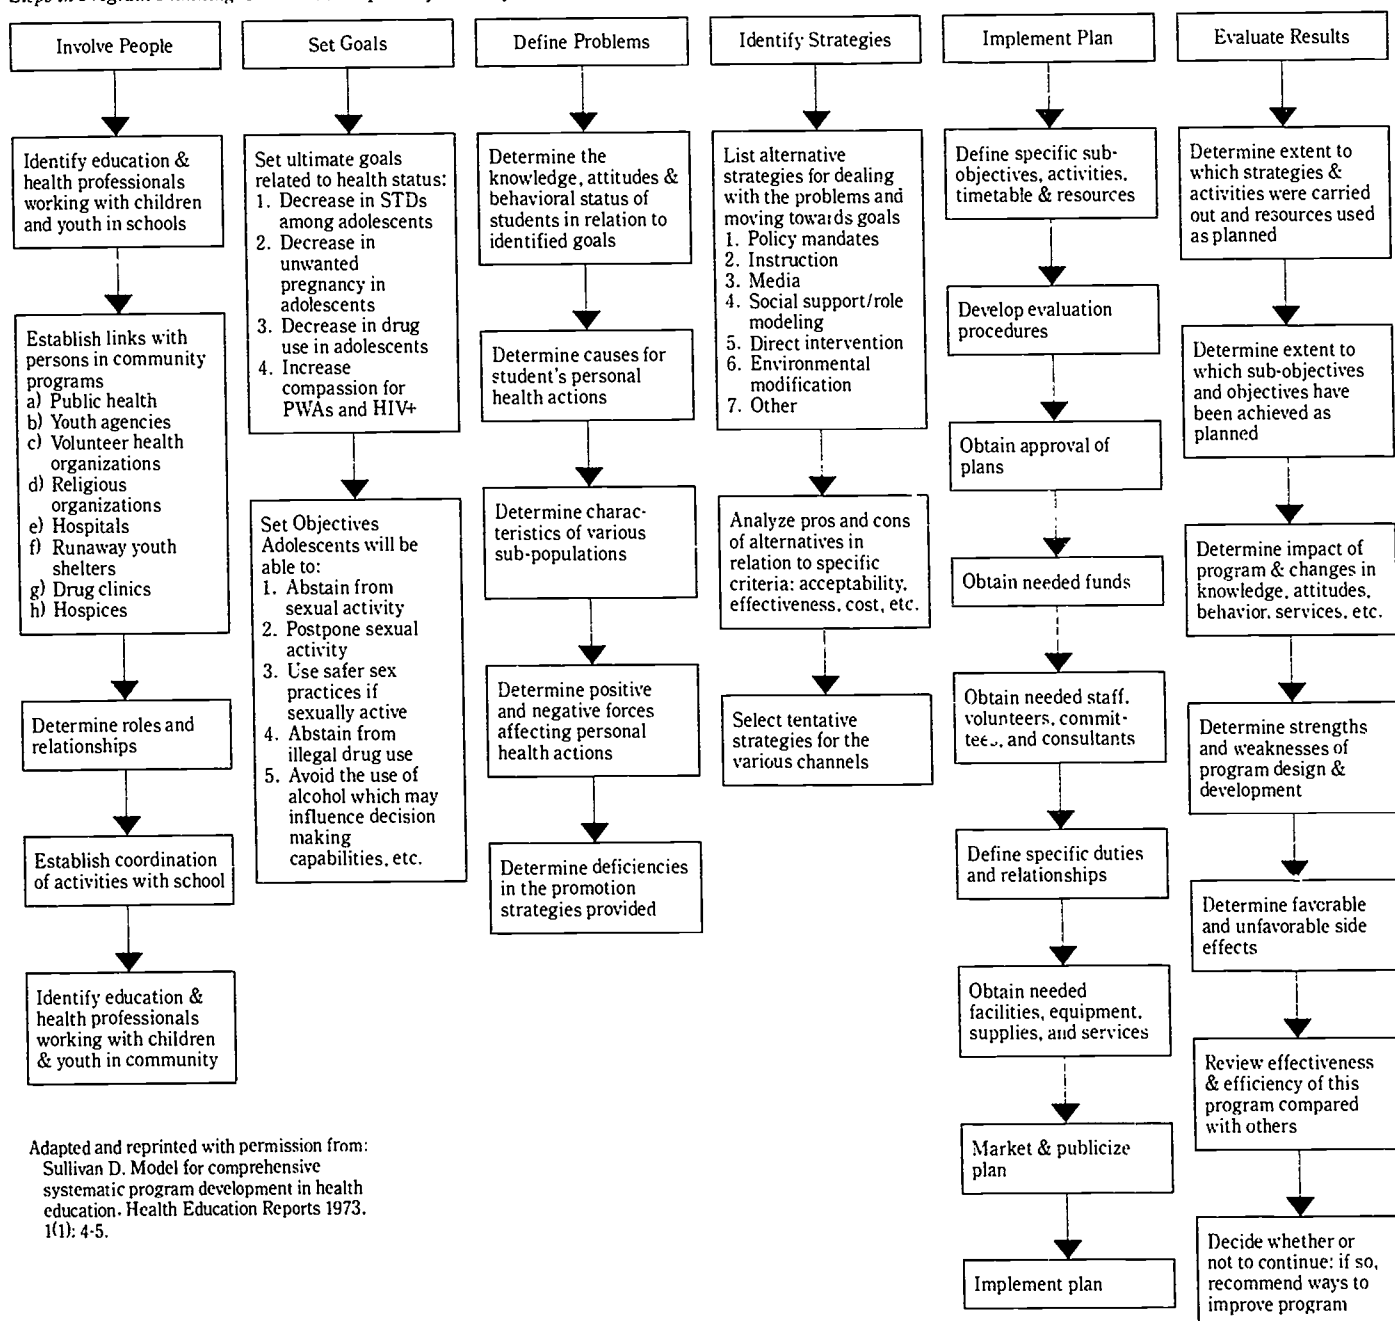 Involve People
Identify education &
health professionals
working with children
and youth in schools
Establish links with
persons in community
programs
a) Public health
b) Youth agencies
c) Volunteer health
organizations
d) Religious
organizations
e) Hospitals
f) Runaway youth
shelters
g) Drug clinics
h) Hospices
Determine roles and
relationships
Establish coordination
of activities with school
Identify education &
health professionals
working with children
& youth in community
Set Goals
Set ultimate goals
related to health status:
1. Decrease in STDs
among adolescents
2. Decrease in
unwanted
pregnancy in
adolescents
3. Decrease in drug
use in adolescents
4. Increase
compassion for
PWAs and HIV+
Set Objectives
Adolescents will be
able to:
1. Abstain from
sexual activity
2. Postpone sexual
activity
3. Use safer sex
practices if
sexually active
4. Abstain from
illegal drug use
5. Avoid the use of
alcohol which may
influence decision
making
capabilities, etc.
Define Problems
Determine the
knowledge, attitudes &
behavioral status of
students in relation to
identified goals
Determine causes for
student's personal
health actions
Determine charac-
teristics of various
sub-populations
Determine positive
and negative forces
affecting personal
health actions
Determine deficiencies
in the promotion
strategies provided
Identify Strategies
List alternative
strategies for dealing
with the problems and
moving towards goals
1. Policy mandates
2. Instruction
3. Media
4. Social support/role
modeling
5. Direct intervention
6. Environmental
modification
7. Other
Analyze pros and cons
of alternatives in
relation to specific
criteria: acceptability,
effectiveness, cost, etc.
Select tentative
strategies for the
various channels
Implement Plan
Define specific sub-
objectives, activities,
timetable & resources
Develop evaluation
procedures
Obtain approval of
plans
Obtain needed funds
Obtain needed staff,
volunteers, commit-
tees, and consultants
Define specific duties
and relationships
Obtain needed
facilities, equipment,
supplies, and services
Market & publicize
plan
Implement plan
Evaluate Results
Determine extent to
which strategies &
activities were carried
out and resources used
as planned
Determine extent to
which sub-objectives
and objectives have
been achieved as
planned
Determine impact of
program & changes in
knowledge, attitudes,
behavior, services, etc.
Determine strengths
and weaknesses of
program design &
development
Determine favorable
and unfavorable side
effects
Review effectiveness
& efficiency of this
program compared
with others
Decide whether or
not to continue: if so,
recommend ways to
improve program
Adapted and reprinted with permission from:
Sullivan D. Model for comprehensive
systematic program development in health
education. Health Education Reports 1973.
1(1): 4-5.